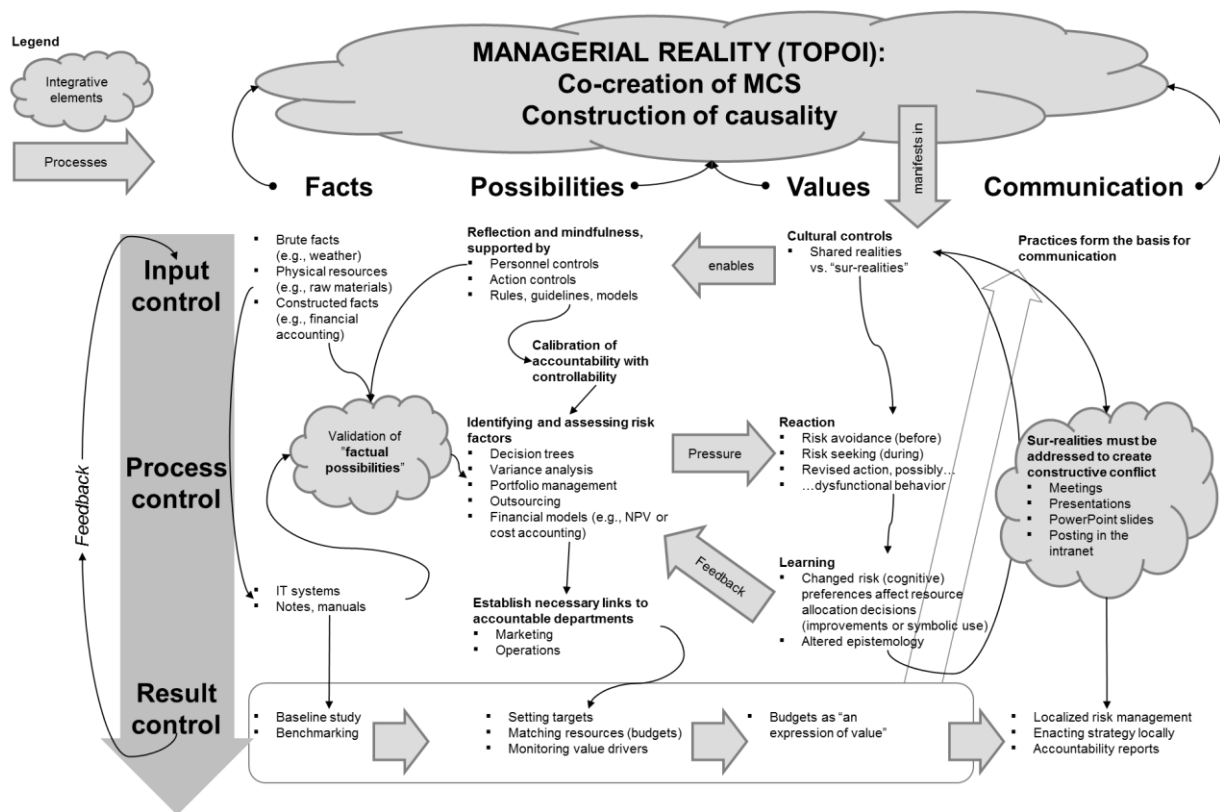 Legend
Integrative
elements
Processes
MANAGERIAL REALITY (TOPOI):
Co-creation of MCS
Construction of causality
manifests in
Facts
Possibilities
Values
Communication
Input
control
Process
control
Result
control
Feedback
▪ Brute facts
(e.g., weather)
▪ Physical resources
(e.g., raw materials)
▪ Constructed facts
(e.g., financial
accounting)
Validation of
"factual
possibilities"
▪ IT systems
▪ Notes, manuals
▪ Baseline study
▪ Benchmarking
Reflection and mindfulness,
supported by
▪ Personnel controls
▪ Action controls
▪ Rules, guidelines, models
Calibration of
accountability with
controllability
Identifying and assessing risk
factors
▪ Decision trees
▪ Variance analysis
▪ Portfolio management
▪ Outsourcing
▪ Financial models (e.g., NPV or
cost accounting)
Establish necessary links to
accountable departments
▪ Marketing
▪ Operations
▪ Setting targets
▪ Matching resources (budgets)
▪ Monitoring value drivers
enables
Pressure
Feedback
Cultural controls
▪ Shared realities
vs. "sur-realities"
Reaction
▪ Risk avoidance (before)
▪ Risk seeking (during)
▪ Revised action, possibly…
▪ …dysfunctional behavior
Learning
▪ Changed risk (cognitive)
preferences affect resource
allocation decisions
(improvements or symbolic use)
▪ Altered epistemology
▪ Budgets as "an
expression of value"
Practices form the basis for
communication
Sur-realities must be
addressed to create
constructive conflict
▪ Meetings
▪ Presentations
▪ PowerPoint slides
▪ Posting in the
intranet
▪ Localized risk management
▪ Enacting strategy locally
▪ Accountability reports